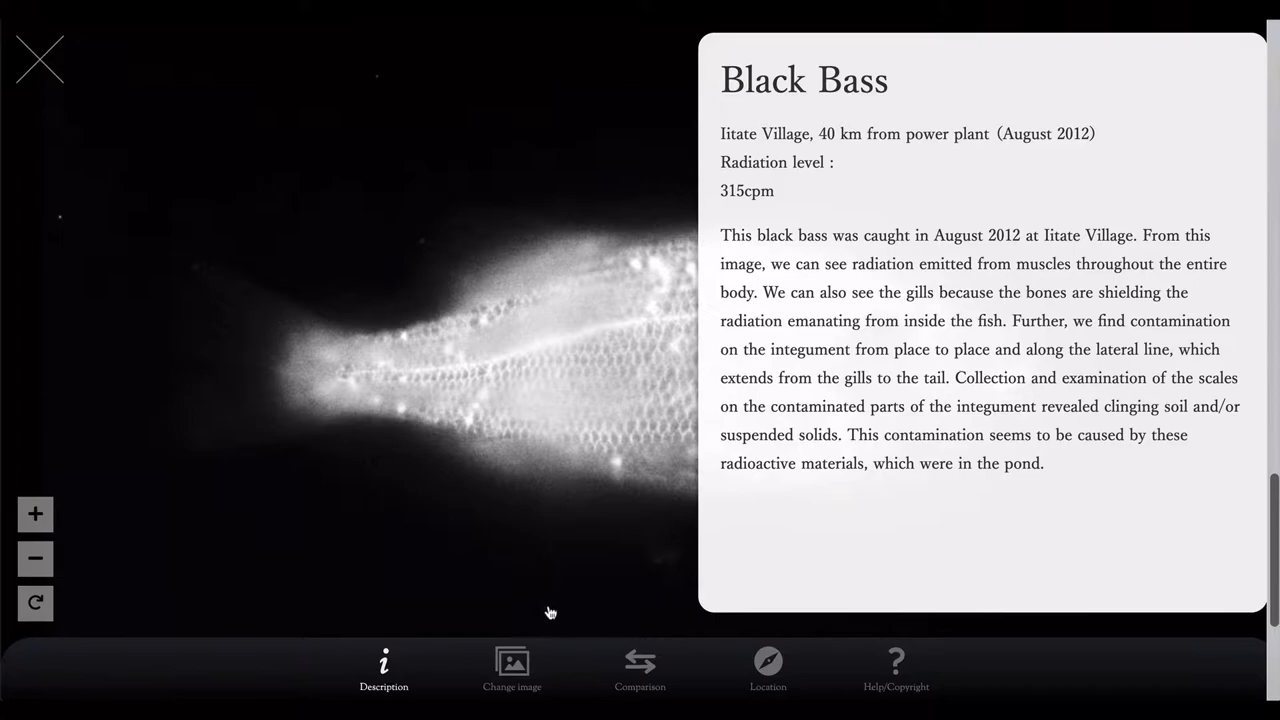 Black Bass
Iitate Village, 40 km from power plant (August 2012)
Radiation level :
315cpm
This black bass was caught in August 2012 at Iitate Village. From this
image, we can see radiation emitted from muscles throughout the entire
body. We can also see the gills because the bones are shielding the
radiation emanating from inside the fish. Further, we find contamination
on the integument from place to place and along the lateral line, which
extends from the gills to the tail. Collection and examination of the scales
on the contaminated parts of the integument revealed clinging soil and/or
suspended solids. This contamination seems to be caused by these
radioactive materials, which were in the pond.
Description
Change image
Comparison
Location
Help/Copyright